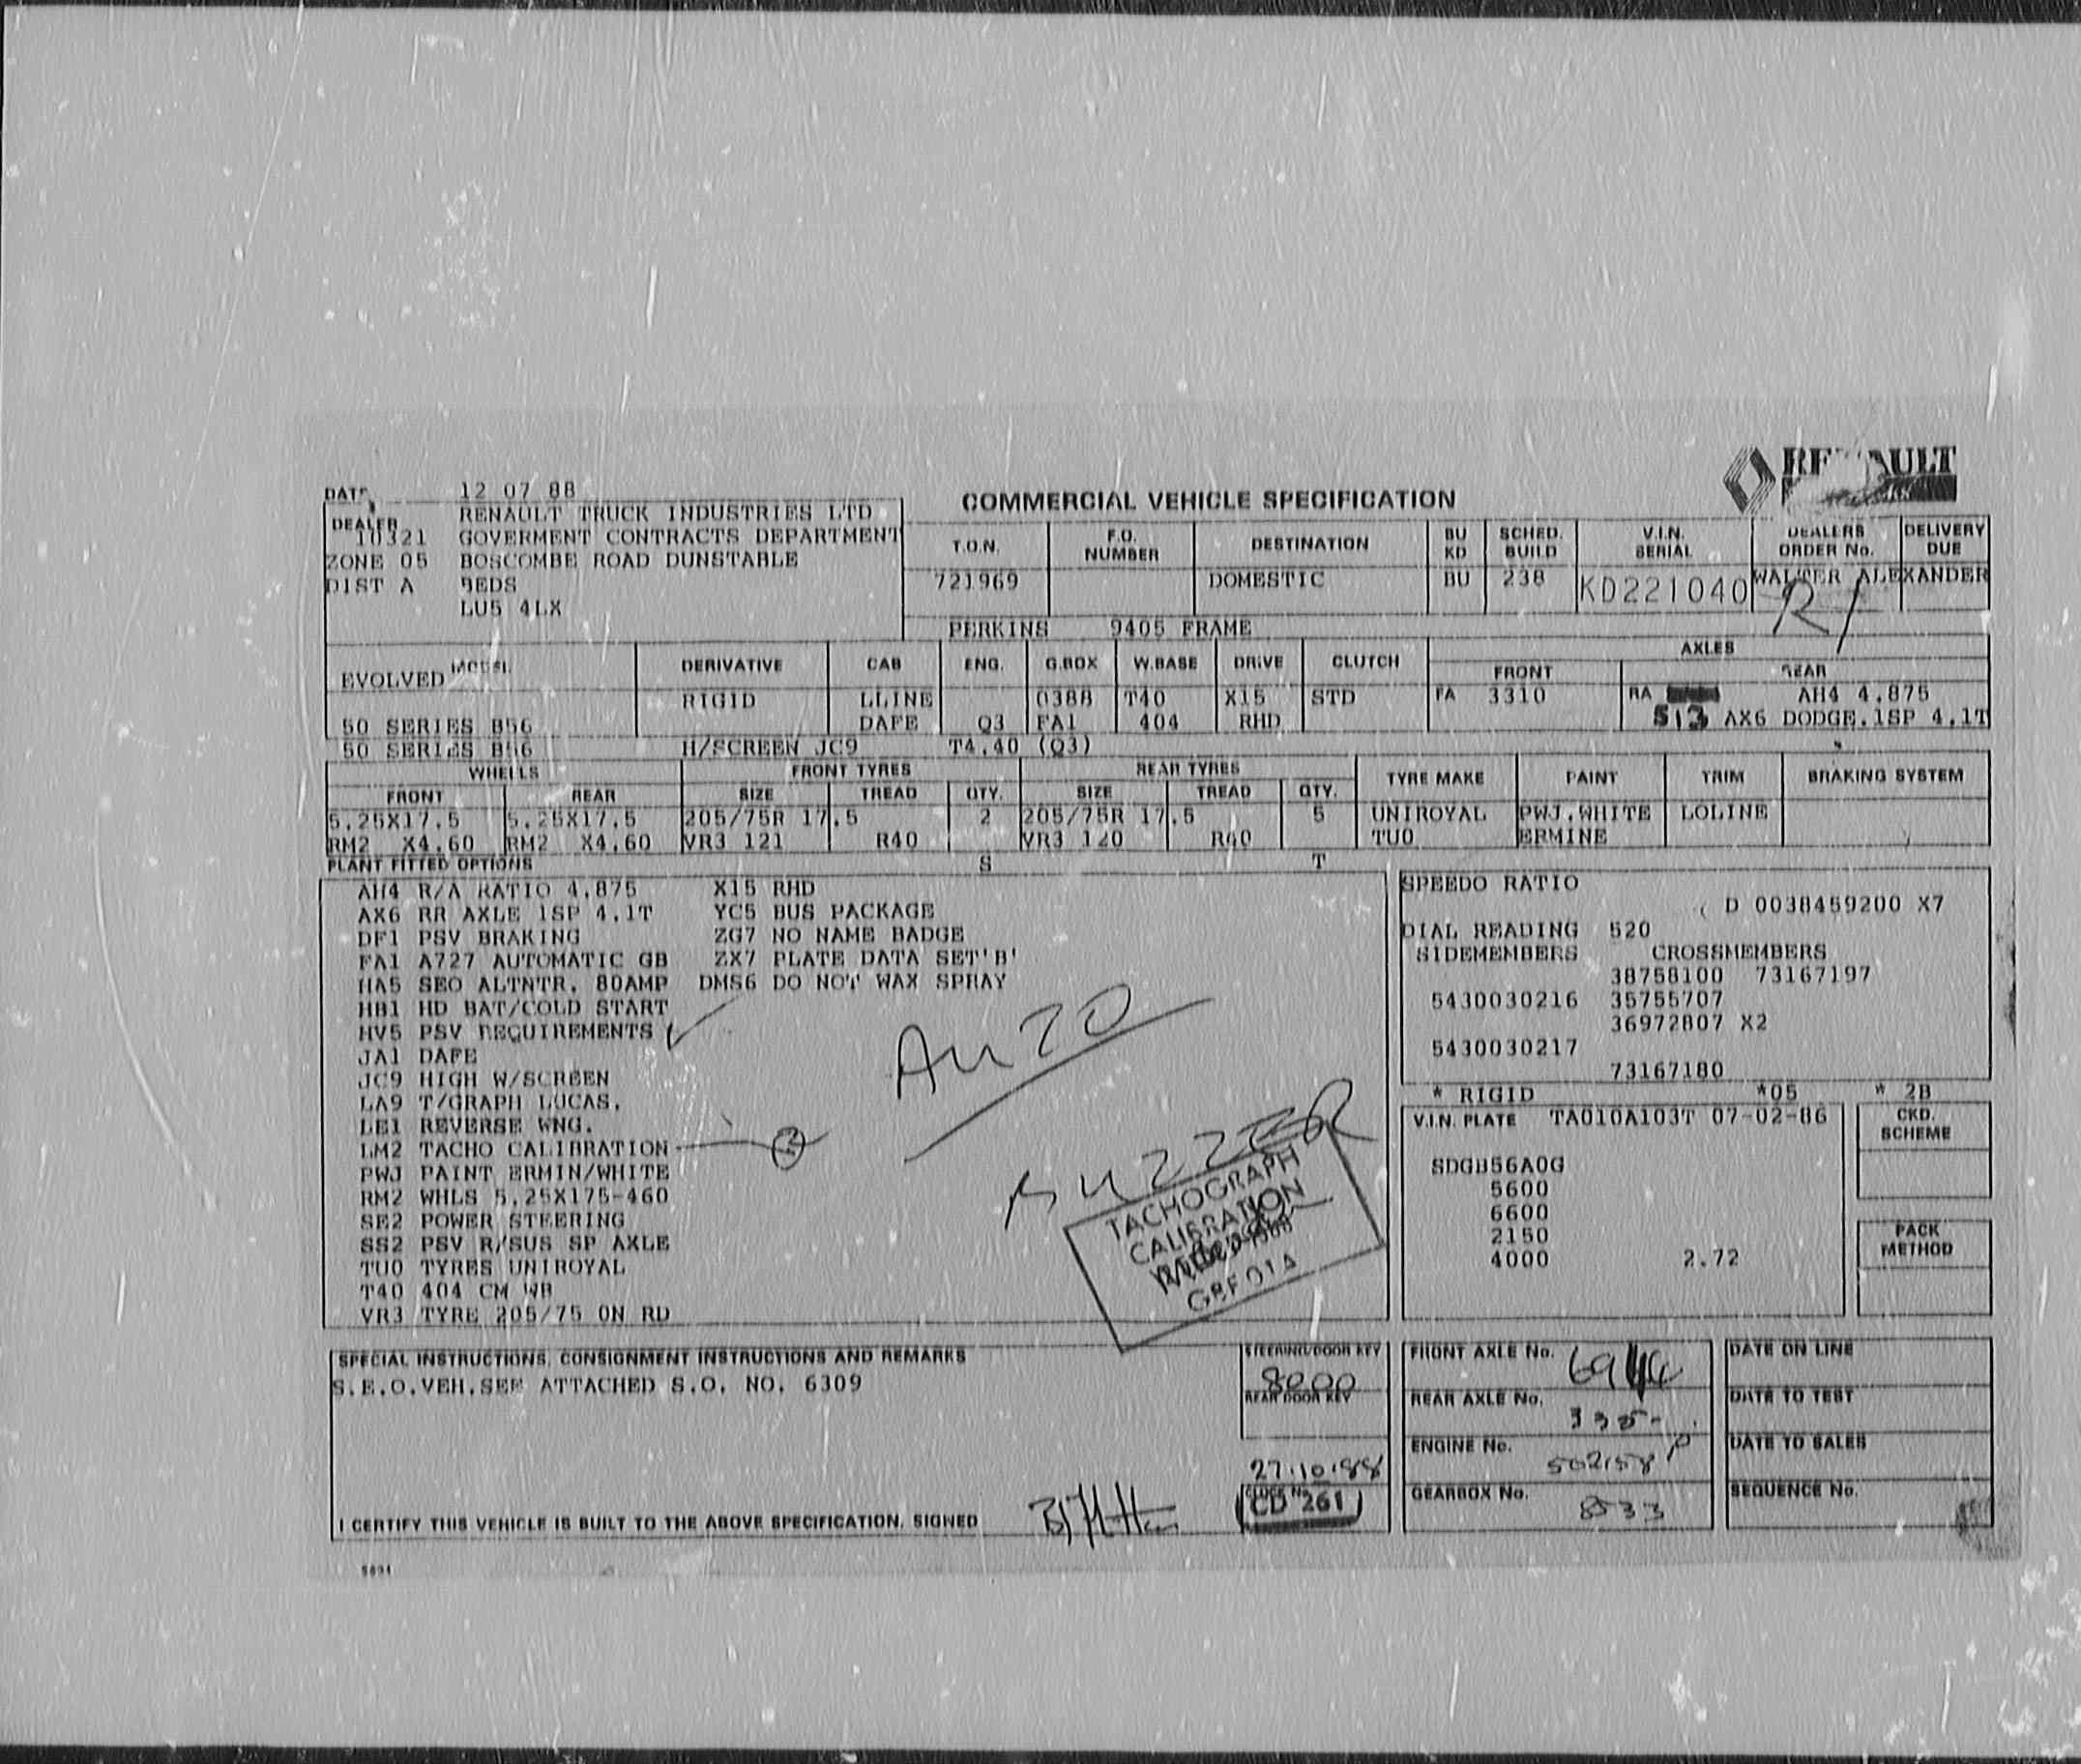 12 07 88
RENAULT TRUCK INDUSTRIES LTD
DEALER
10321 GOVERMENT CONTRACTS DEPARTMENT
ZONE 05 BOSCOMBE ROAD DUNSTABLE
DIST A BEDS
LU5 4LX
COMMERCIAL VEHICLE SPECIFICATION
T.O.N. F.O. NUMBER DESTINATION BU KD SCHED. BUILD V.I.N. SERIAL DEALERS ORDER No. DELIVERY DUE
721969 DOMESTIC BU 238 KD221040 WALTER ALEXANDER
PERKINS 9405 FRAME
EVOLVED MODEL DERIVATIVE CAB ENG. G.BOX W.BASE DRIVE CLUTCH AXLES
FRONT REAR
RIGID LLINE 0388 T40 X15 STD FA 3310 RA AH4 4.875
50 SERIES B56 DAFE Q3 FA1 404 RHD 513 AX6 DODGE.1SP 4.1T
50 SERIES B56 H/SCREEN JC9 T4.40 (Q3)
WHEELS FRONT TYRES REAR TYRES TYRE MAKE PAINT TRIM BRAKING SYSTEM
FRONT REAR SIZE TREAD QTY. SIZE TREAD QTY.
5.25X17.5 5.25X17.5 205/75R 17.5 2 205/75R 17.5 5 UNIROYAL PWJ.WHITE LOLINE
RM2 X4.60 RM2 X4.60 VR3 121 R40 VR3 120 R40 TU0 ERMINE
PLANT FITTED OPTIONS S T
AH4 R/A RATIO 4.875 X15 RHD
AX6 RR AXLE 1SP 4.1T YC5 BUS PACKAGE
DF1 PSV BRAKING ZG7 NO NAME BADGE
FA1 A727 AUTOMATIC GB ZX7 PLATE DATA SET'B'
HA5 SEO ALTNTR. 80AMP DMS6 DO NOT WAX SPRAY
HB1 HD BAT/COLD START
HV5 PSV REQUIREMENTS
JA1 DAFE
JC9 HIGH W/SCREEN
LA9 T/GRAPH LUCAS.
LE1 REVERSE WNG.
LM2 TACHO CALIBRATION
PWJ PAINT ERMIN/WHITE
RM2 WHLS 5.25X175-460
SE2 POWER STEERING
SS2 PSV R/SUS SP AXLE
TU0 TYRES UNIROYAL
T40 404 CM WB
VR3 TYRE 205/75 ON RD
BUZZER
TACHOGRAPH
CALIBRATION
GBF 01
SPEEDO RATIO
D 0038459200 X7
DIAL READING 520
SIDEMEMBERS CROSSMEMBERS
38758100 73167197
5430030216 35755707
36972807 X2
5430030217
73167180
* RIGID *05 * 2B
V.I.N. PLATE TA010A103T 07-02-86
CKD. SCHEME
SDGB56A0G
5600
6600
2150
4000 2.72
PACK METHOD
SPECIAL INSTRUCTIONS, CONSIGNMENT INSTRUCTIONS AND REMARKS
S.E.O.VEH.SEE ATTACHED S.O. NO. 6309
STEERING/DOOR KEY
8000
REAR DOOR KEY
27.10.88
CD 261
I CERTIFY THIS VEHICLE IS BUILT TO THE ABOVE SPECIFICATION. SIGNED
FRONT AXLE No.
REAR AXLE No.
ENGINE No.
GEARBOX No. 8533
DATE ON LINE
DATE TO TEST
DATE TO SALES
SEQUENCE No.